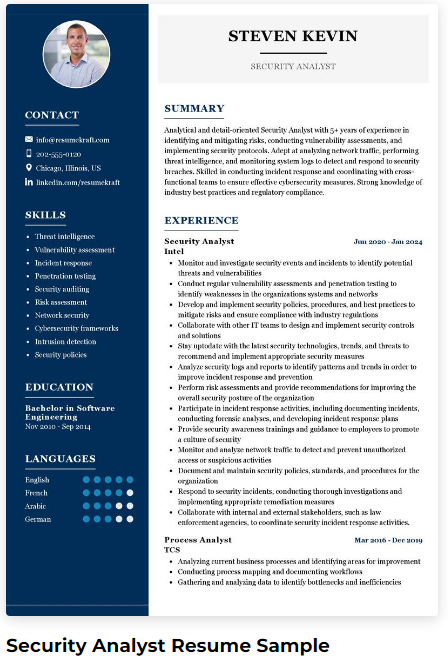 STEVEN KEVIN
SECURITY ANALYST
CONTACT
info@resumekraft.com
202-555-0120
Chicago, Illinois, US
linkedin.com/resumekraft
SKILLS
Threat intelligence
Vulnerability assessment
Incident response
Penetration testing
Security auditing
Risk assessment
Network security
Cybersecurity frameworks
Intrusion detection
Security policies
EDUCATION
Bachelor in Software
Engineering
Nov 2010 - Sep 2014
LANGUAGES
English
French
Arabic
German
SUMMARY
Analytical and detail-oriented Security Analyst with 5+ years of experience in
identifying and mitigating risks, conducting vulnerability assessments, and
implementing security protocols. Adept at analyzing network traffic, performing
threat intelligence, and monitoring system logs to detect and respond to security
breaches. Skilled in conducting incident response and coordinating with cross-
functional teams to ensure effective cybersecurity measures. Strong knowledge of
industry best practices and regulatory compliance.
EXPERIENCE
Security Analyst Jun 2020 - Jan 2024
Intel
Monitor and investigate security events and incidents to identify potential
threats and vulnerabilities
Conduct regular vulnerability assessments and penetration testing to
identify weaknesses in the organizations systems and networks
Develop and implement security policies, procedures, and best practices to
mitigate risks and ensure compliance with industry regulations
Collaborate with other IT teams to design and implement security controls
and solutions
Stay uptodate with the latest security technologies, trends, and threats to
recommend and implement appropriate security measures
Analyze security logs and reports to identify patterns and trends in order to
improve incident response and prevention
Perform risk assessments and provide recommendations for improving the
overall security posture of the organization
Participate in incident response activities, including documenting incidents,
conducting forensic analyses, and developing incident response plans
Provide security awareness trainings and guidance to employees to promote
a culture of security
Monitor and analyze network traffic to detect and prevent unauthorized
access or suspicious activities
Document and maintain security policies, standards, and procedures for the
organization
Respond to security incidents, conducting thorough investigations and
implementing appropriate remediation measures
Collaborate with internal and external stakeholders, such as law
enforcement agencies, to coordinate security incident responses.
Process Analyst Mar 2016 - Dec 2019
TCS
Analyzing current business processes and identifying areas for improvement
Conducting process mapping and documenting workflows
Gathering and analyzing data to identify bottlenecks and inefficiencies
Security Analyst Resume Sample